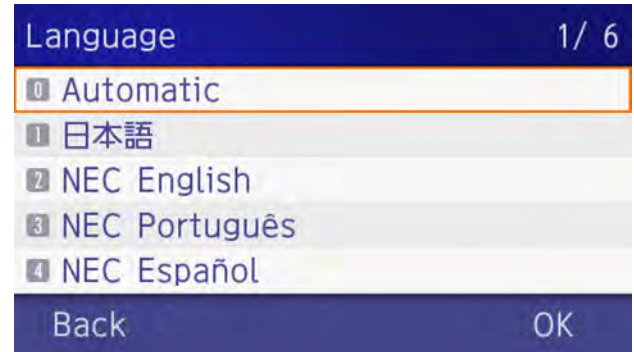 Language 1/ 6
0 Automatic
1 日本語
2 NEC English
3 NEC Português
4 NEC Español
Back OK